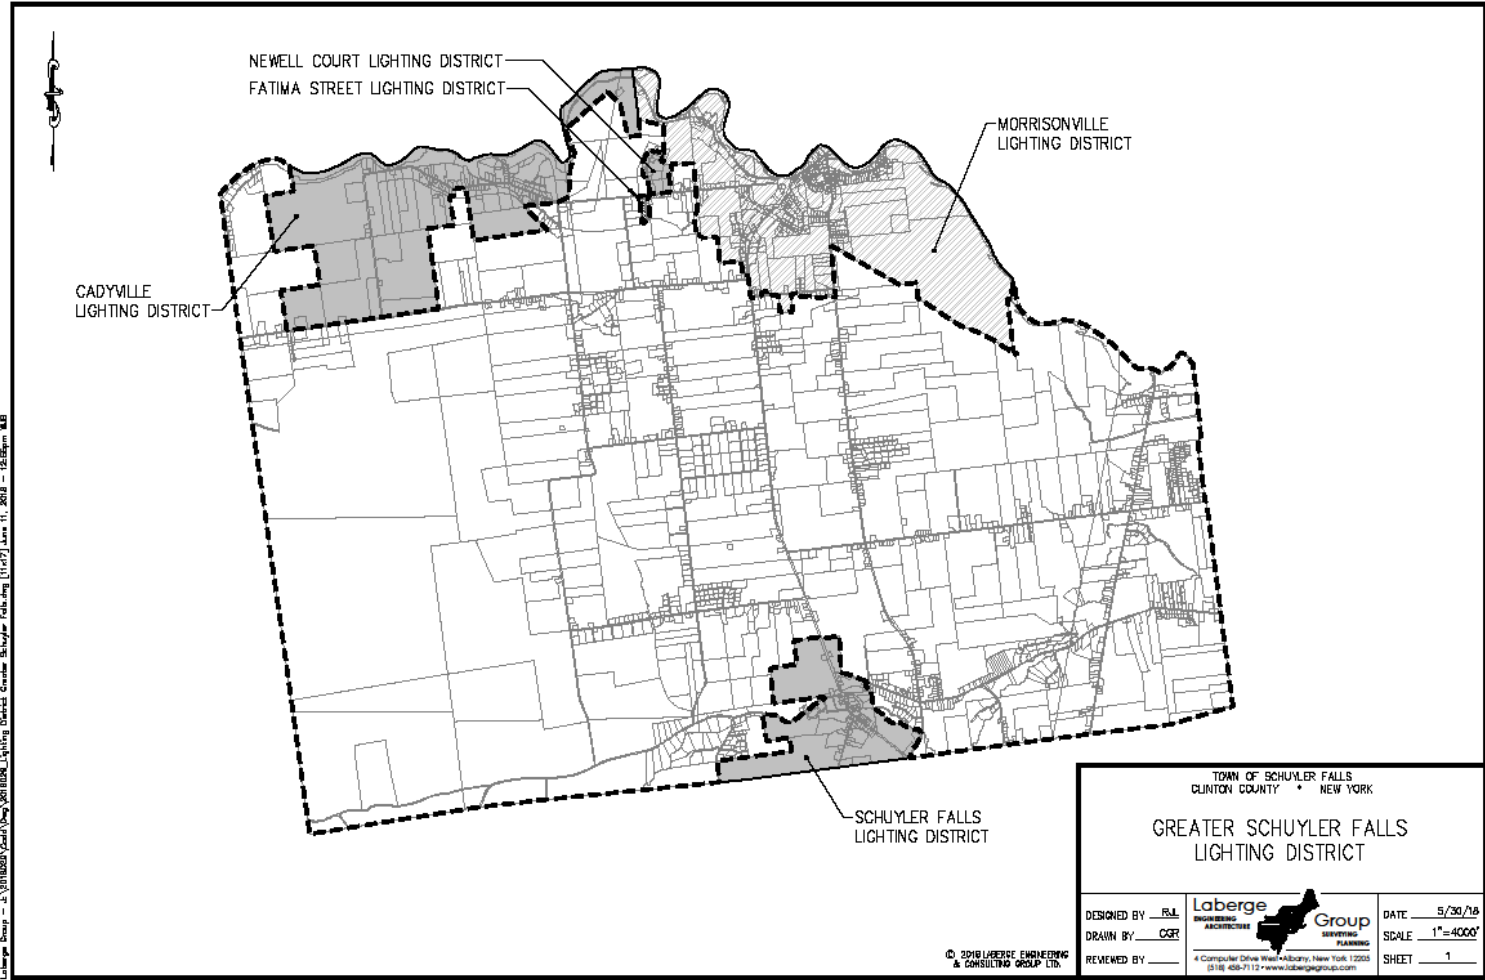 NEWELL COURT LIGHTING DISTRICT
FATIMA STREET LIGHTING DISTRICT
MORRISONVILLE
LIGHTING DISTRICT
CADYVILLE
LIGHTING DISTRICT
SCHUYLER FALLS
LIGHTING DISTRICT
TOWN OF SCHUYLER FALLS
CLINTON COUNTY * NEW YORK
GREATER SCHUYLER FALLS
LIGHTING DISTRICT
DESIGNED BY RJL
DRAWN BY CGR
REVIEWED BY
Laberge
ENGINEERING
ARCHITECTURE
Group
SURVEYING
PLANNING
4 Computer Drive West • Albany, New York 12205
(518) 458-7112 • www.labergegroup.com
DATE 5/30/18
SCALE 1"=4000'
SHEET 1
© 2018 LABERGE ENGINEERING
& CONSULTING GROUP LTD.